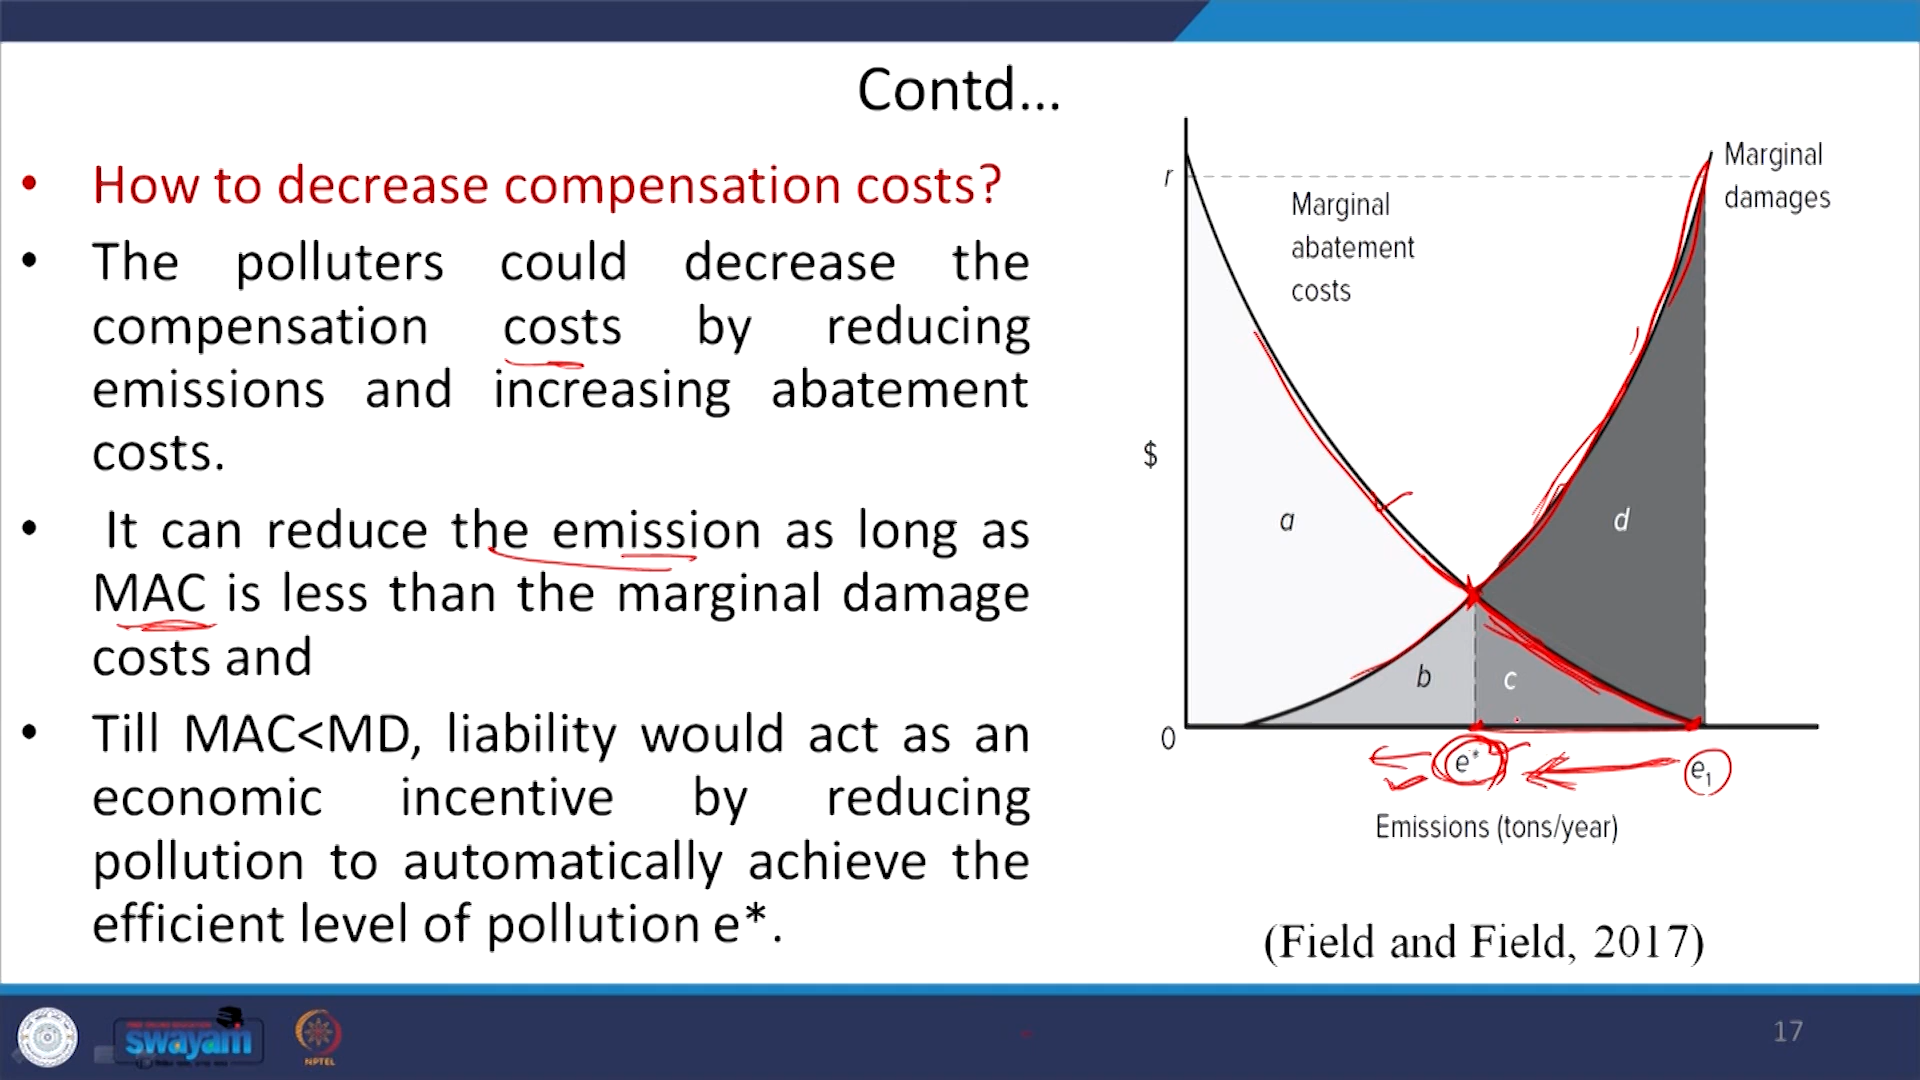 Contd...
• How to decrease compensation costs?
• The polluters could decrease the
compensation costs by reducing
emissions and increasing abatement
costs.
• It can reduce the emission as long as
MAC is less than the marginal damage
costs and
• Till MAC<MD, liability would act as an
economic incentive by reducing
pollution to automatically achieve the
efficient level of pollution e*.
Marginal
damages
r
Marginal
abatement
costs
$
a
d
b
c
0
e*
e₁
Emissions (tons/year)
(Field and Field, 2017)
swayam
NPTEL
17